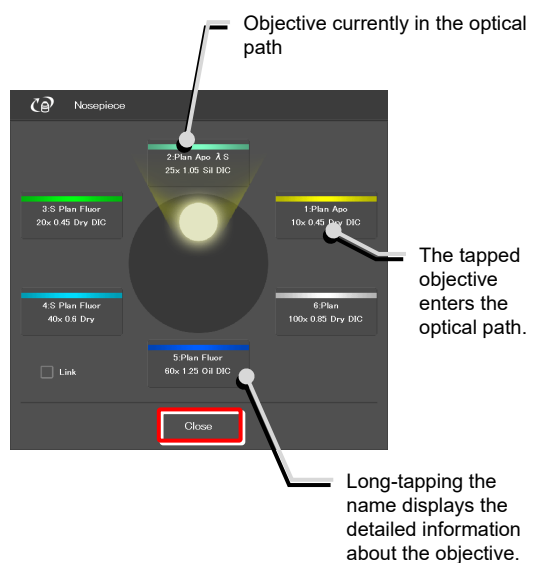 Objective currently in the optical
path
Nosepiece
2:Plan Apo λ S
25x 1.05 Sil DIC
3:S Plan Fluor
20x 0.45 Dry DIC
1:Plan Apo
10x 0.45 Dry DIC
The tapped
objective
enters the
optical path.
4:S Plan Fluor
40x 0.6 Dry
6:Plan
100x 0.85 Dry DIC
5:Plan Fluor
60x 1.25 Oil DIC
Link
Close
Long-tapping the
name displays the
detailed information
about the objective.